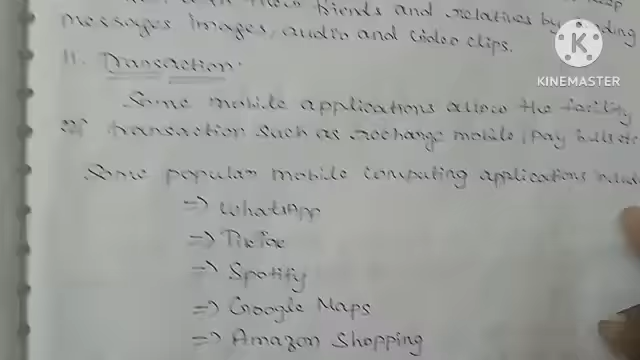 friends and relatives by
messages images, audio and video clips.
KINEMASTER
11. Transaction.
Some mobile applications allows the facility
of transaction such as recharge mobile, pay bills etc
Some popular mobile computing applications
=> WhatsApp
=> TikTok
=> Spotify
=> Google Maps
=> Amazon Shopping